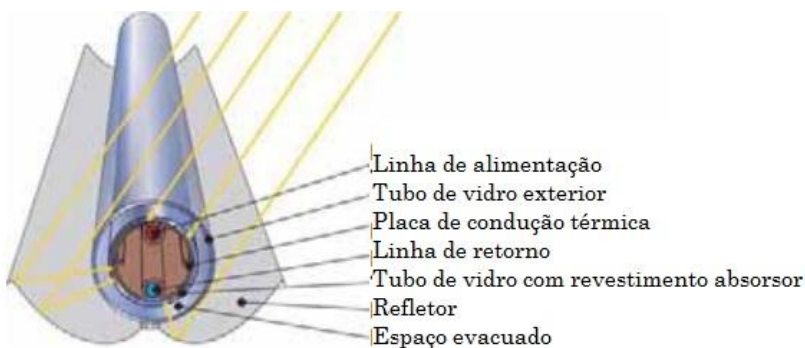 Linha de alimentação
Tubo de vidro exterior
Placa de condução térmica
Linha de retorno
Tubo de vidro com revestimento absorsor
Refletor
Espaço evacuado